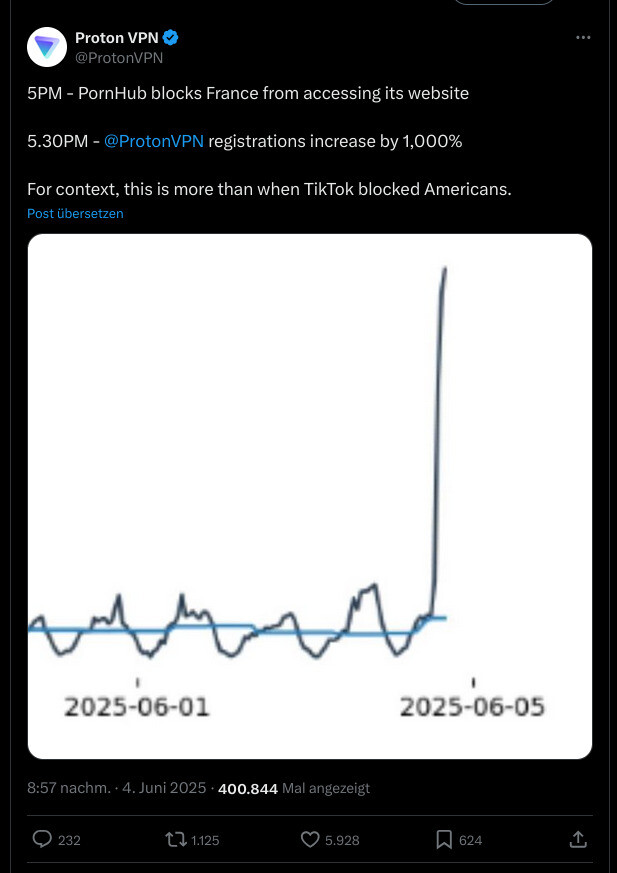 Proton VPN
@ProtonVPN
5PM - PornHub blocks France from accessing its website
5.30PM - @ProtonVPN registrations increase by 1,000%
For context, this is more than when TikTok blocked Americans.
Post übersetzen
2025-06-01
2025-06-05
8:57 nachm. · 4. Juni 2025 · 400.844 Mal angezeigt
232
1.125
5.928
624